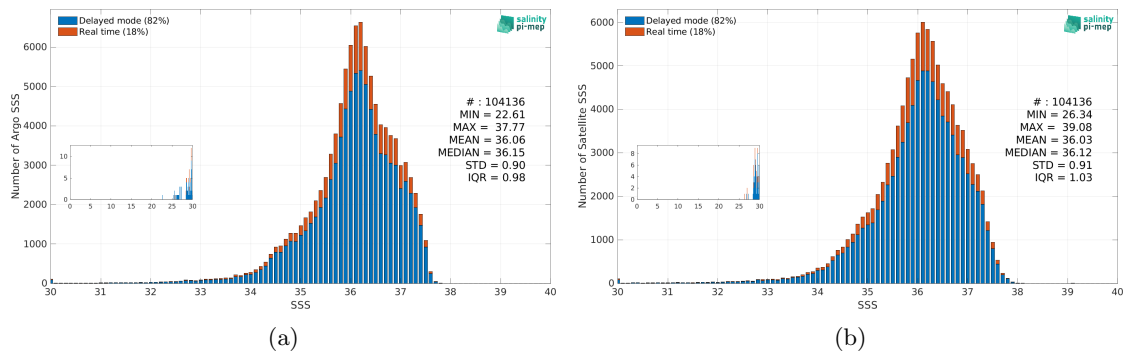 Delayed mode (82%)
Real time (18%)
salinity
pi-mep
6000
5000
4000
3000
2000
1000
0
Number of Argo SSS
# : 104136
MIN = 22.61
MAX = 37.77
MEAN = 36.06
MEDIAN = 36.15
STD = 0.90
IQR = 0.98
10
5
0
0 5 10 15 20 25 30
30 31 32 33 34 35 36 37 38 39 40
SSS
(a)
Delayed mode (82%)
Real time (18%)
salinity
pi-mep
6000
5000
4000
3000
2000
1000
0
Number of Satellite SSS
# : 104136
MIN = 26.34
MAX = 39.08
MEAN = 36.03
MEDIAN = 36.12
STD = 0.91
IQR = 1.03
8
6
4
2
0
0 5 10 15 20 25 30
30 31 32 33 34 35 36 37 38 39 40
SSS
(b)